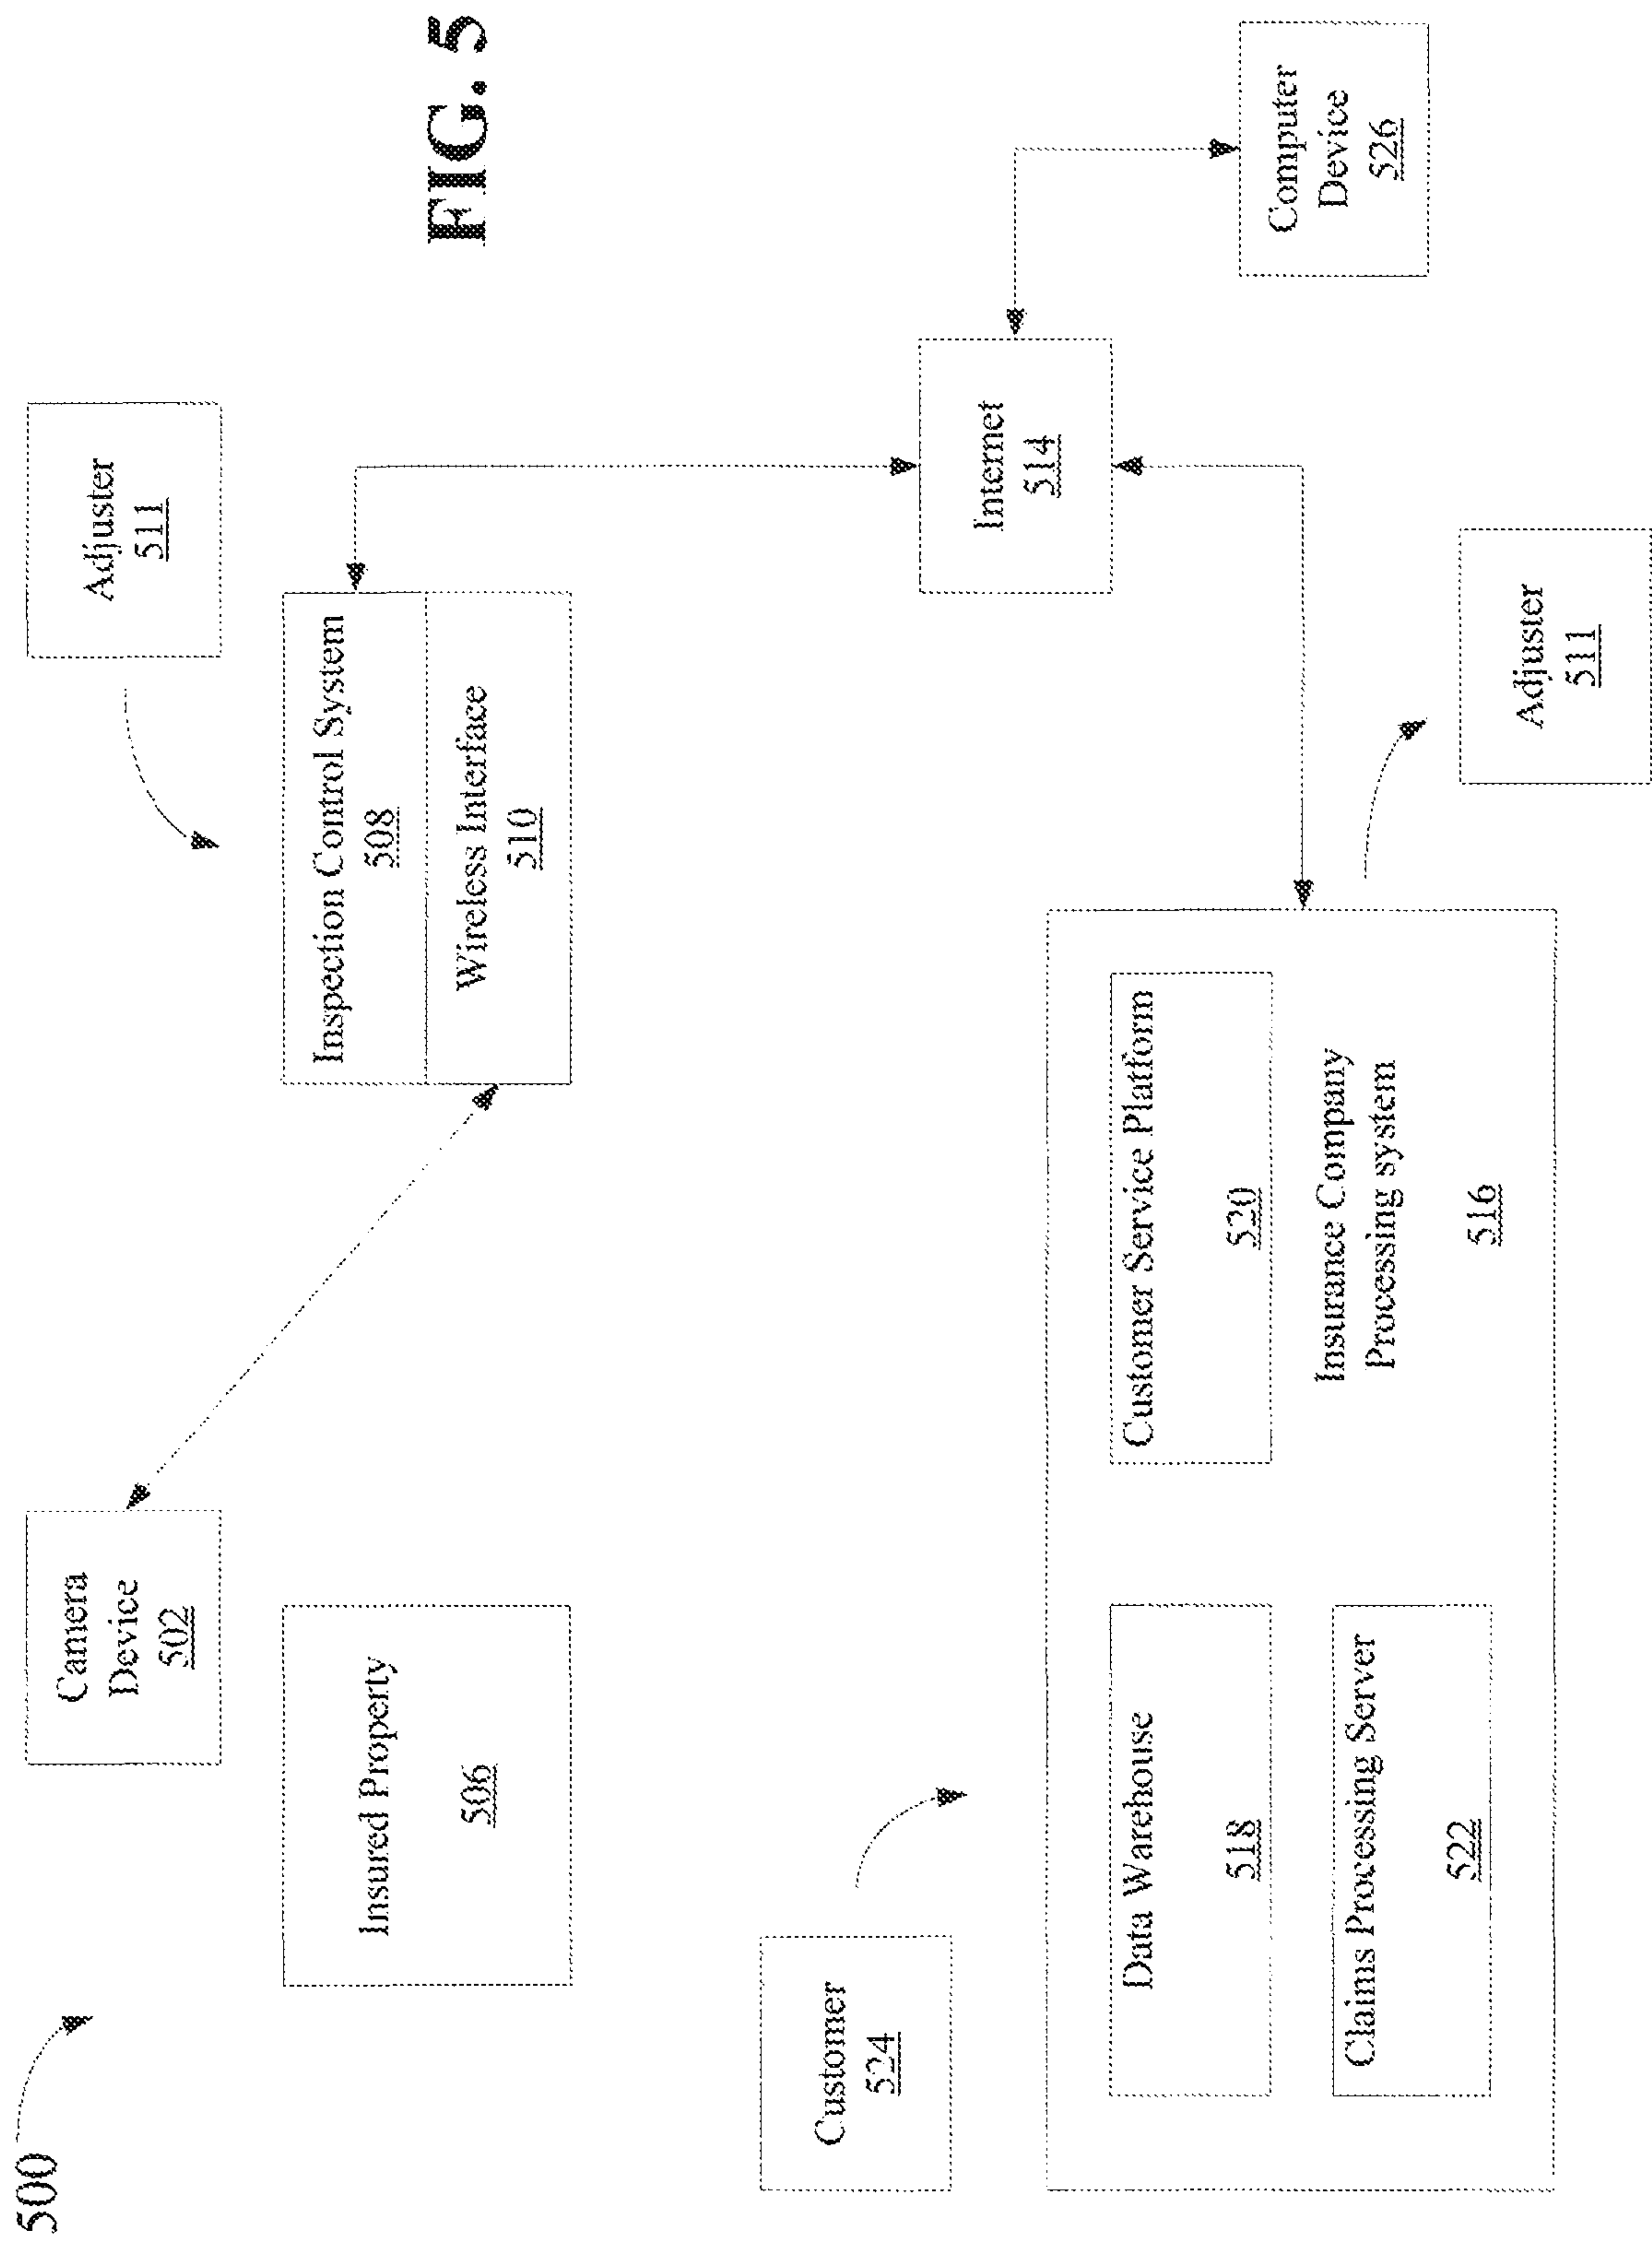 500
Camera
Device
502
Adjuster
511
Insured Property
506
Inspection Control System
508
Wireless Interface
510
FIG. 5
Customer
524
Internet
514
Data Warehouse
518
Customer Service Platform
520
Claims Processing Server
522
Insurance Company
Processing system
516
Computer
Device
526
Adjuster
511